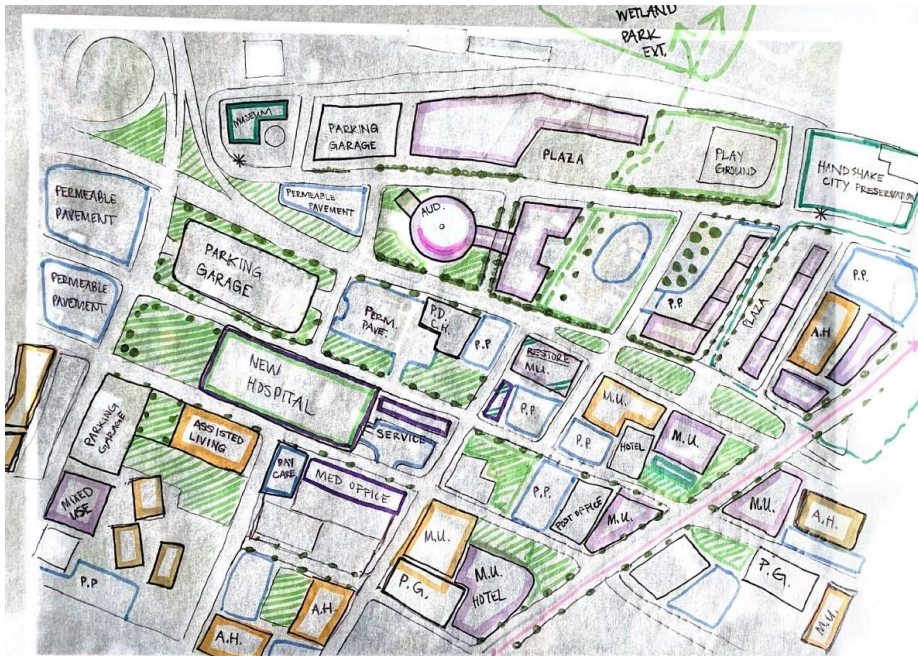 WETLAND
PARK
EXT.
MUSEUM
PARKING
GARAGE
PLAZA
PLAY
GROUND
HANDSHAKE
CITY PRESERVATION
PERMEABLE
PAVEMENT
PERMEABLE
PAVEMENT
AUD.
PARKING
GARAGE
P.P
PLAZA
P.P.
A.H
PERMEABLE
PAVEMENT
PERM.
PAVE.
P.D.
C.H.
P.P
RESTORE
M.U.
NEW
HOSPITAL
P.P.
M.U.
PARKING
GARAGE
ASSISTED
LIVING
SERVICE
P.P.
HOTEL
M.U.
DAY
CARE
MED OFFICE
P.P.
POST OFFICE
M.U.
M.U.
A.H.
MIXED
USE
M.U.
P.P
P.G.
M.U.
HOTEL
P.G.
A.H.
A.H.
M.U.